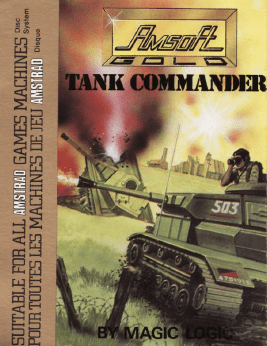 SUITABLE FOR ALL AMSTRAD GAMES MACHINES
POUR TOUTES LES MACHINES DE JEU AMSTRAD
Disc
System
Disque
AMSOFT
GOLD
TANK COMMANDER
503
BY MAGIC LOGIC